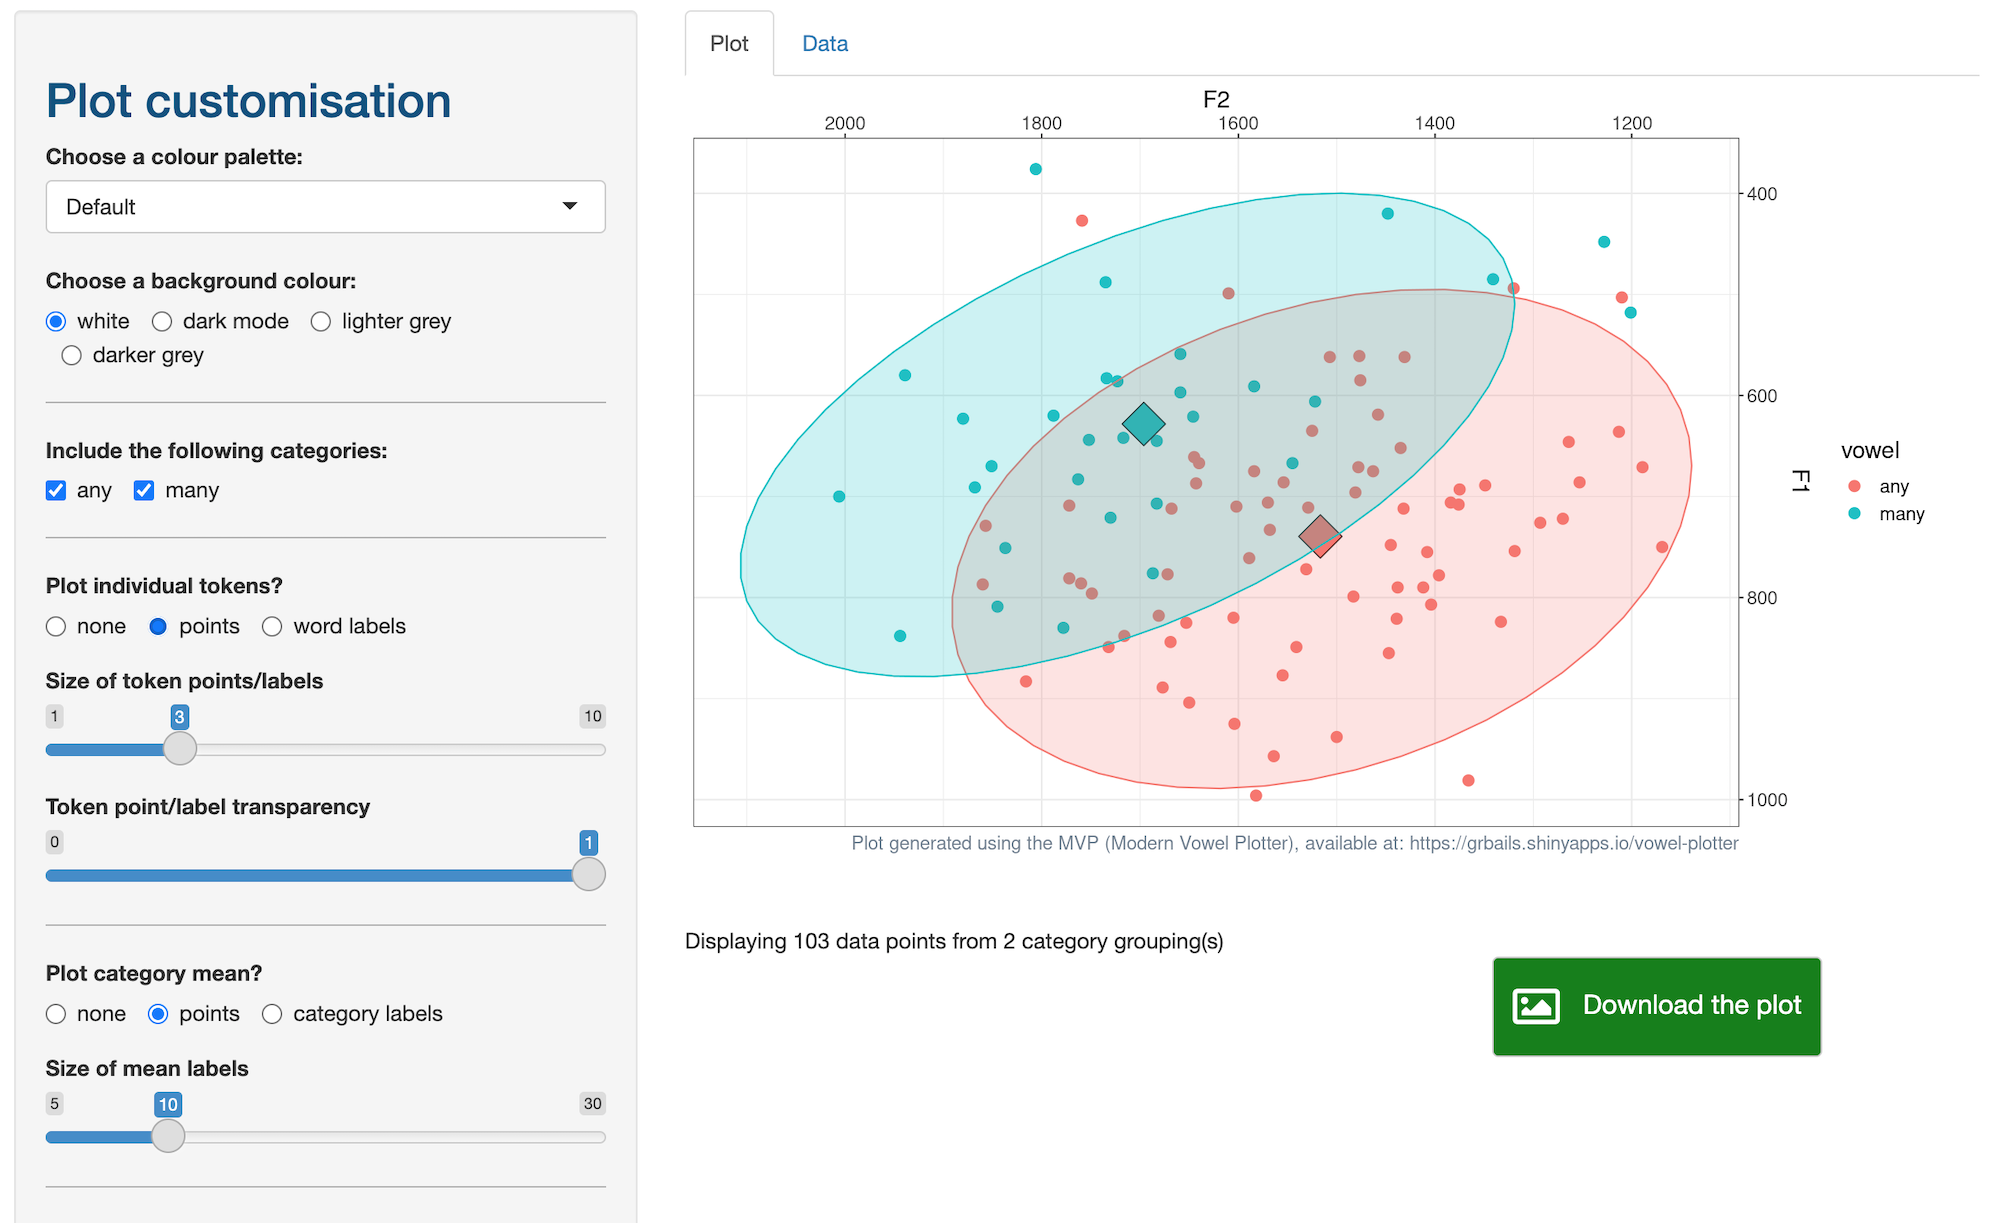 Plot customisation
Choose a colour palette:
Default
Choose a background colour:
white dark mode lighter grey
darker grey
Include the following categories:
any many
Plot individual tokens?
none points word labels
Size of token points/labels
1 3 10
Token point/label transparency
0 1
Plot category mean?
none points category labels
Size of mean labels
5 10 30
Plot Data
F2
2000 1800 1600 1400 1200
400
600
800
1000
F1
vowel
any
many
Plot generated using the MVP (Modern Vowel Plotter), available at: https://grbails.shinyapps.io/vowel-plotter
Displaying 103 data points from 2 category grouping(s)
Download the plot